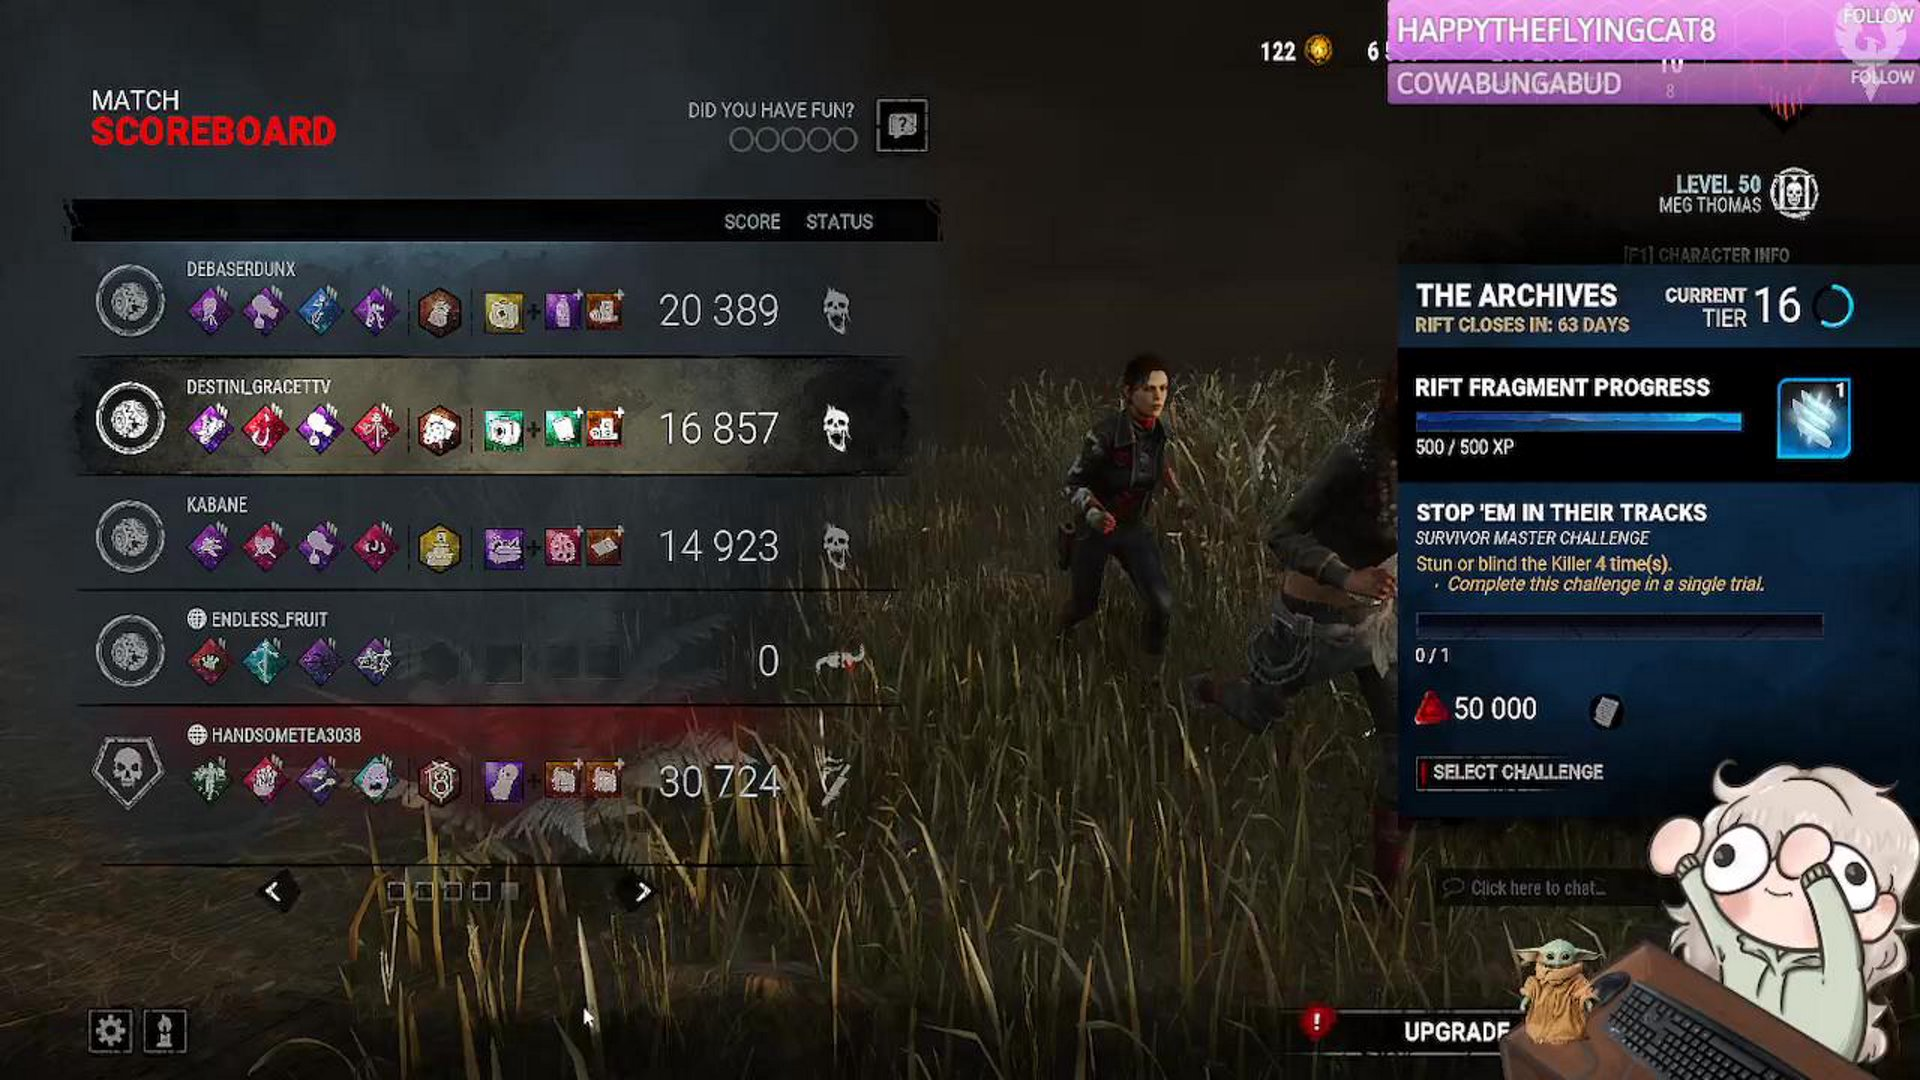 HAPPYTHEFLYINGCAT8
FOLLOW
COWABUNGABUD
FOLLOW
122
8
MATCH
SCOREBOARD
DID YOU HAVE FUN?
LEVEL 50
MEG THOMAS
[F1] CHARACTER INFO
SCORE STATUS
DEBASERDUNX
20 389
DESTINI_GRACETTV
16 857
KABANE
14 923
ENDLESS_FRUIT
0
HANDSOMETEA3038
30 724
THE ARCHIVES
RIFT CLOSES IN: 63 DAYS
CURRENT
TIER
16
RIFT FRAGMENT PROGRESS
1
500 / 500 XP
STOP 'EM IN THEIR TRACKS
SURVIVOR MASTER CHALLENGE
Stun or blind the Killer 4 time(s).
· Complete this challenge in a single trial.
0 / 1
50 000
SELECT CHALLENGE
Click here to chat...
UPGRADE